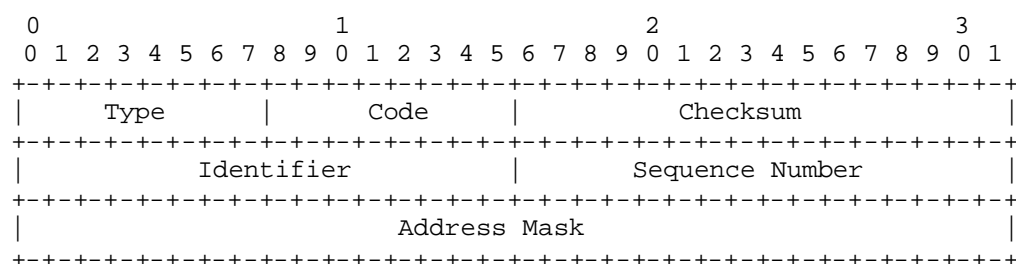 0                   1                   2                   3
0 1 2 3 4 5 6 7 8 9 0 1 2 3 4 5 6 7 8 9 0 1 2 3 4 5 6 7 8 9 0 1
+-+-+-+-+-+-+-+-+-+-+-+-+-+-+-+-+-+-+-+-+-+-+-+-+-+-+-+-+-+-+-+-+
|     Type      |      Code     |          Checksum             |
+-+-+-+-+-+-+-+-+-+-+-+-+-+-+-+-+-+-+-+-+-+-+-+-+-+-+-+-+-+-+-+-+
|           Identifier          |       Sequence Number         |
+-+-+-+-+-+-+-+-+-+-+-+-+-+-+-+-+-+-+-+-+-+-+-+-+-+-+-+-+-+-+-+-+
|                        Address Mask                           |
+-+-+-+-+-+-+-+-+-+-+-+-+-+-+-+-+-+-+-+-+-+-+-+-+-+-+-+-+-+-+-+-+